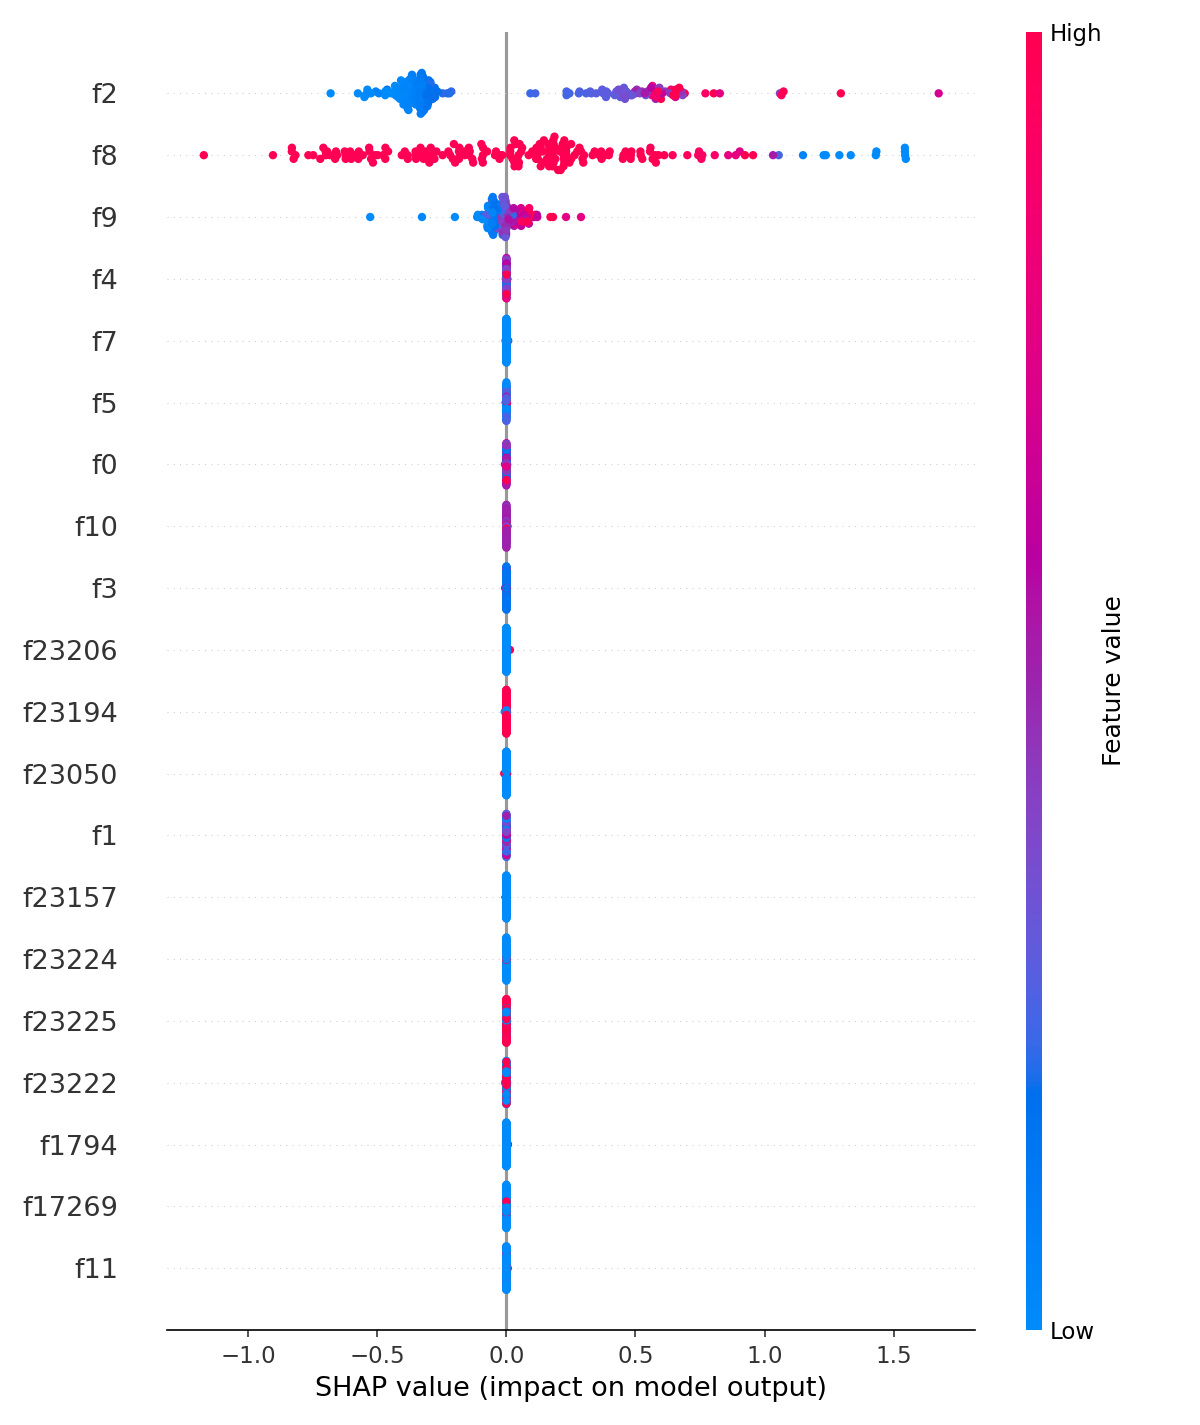 High
f2
f8
f9
f4
f7
f5
f0
f10
f3
f23206
f23194
f23050
f1
f23157
f23224
f23225
f23222
f1794
f17269
f11
Feature value
Low
−1.0 −0.5 0.0 0.5 1.0 1.5
SHAP value (impact on model output)